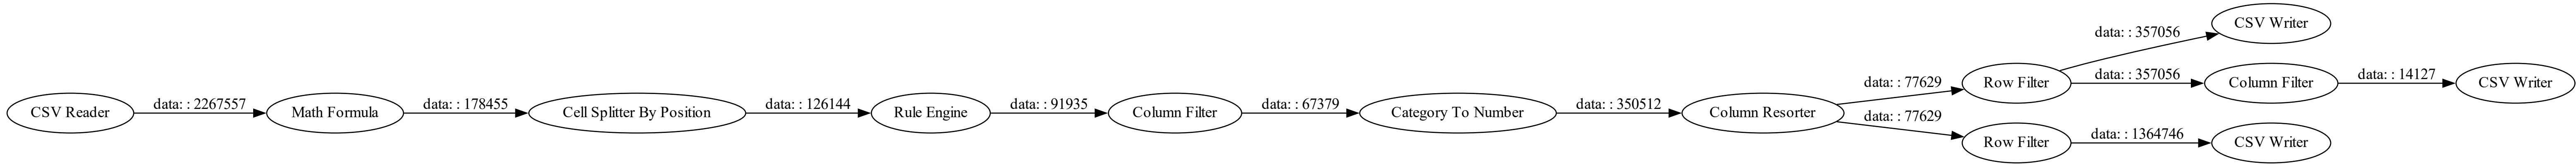 CSV Reader
data: : 2267557
Math Formula
data: : 178455
Cell Splitter By Position
data: : 126144
Rule Engine
data: : 91935
Column Filter
data: : 67379
Category To Number
data: : 350512
Column Resorter
data: : 77629
Row Filter
data: : 357056
CSV Writer
data: : 357056
Column Filter
data: : 14127
CSV Writer
data: : 77629
Row Filter
data: : 1364746
CSV Writer